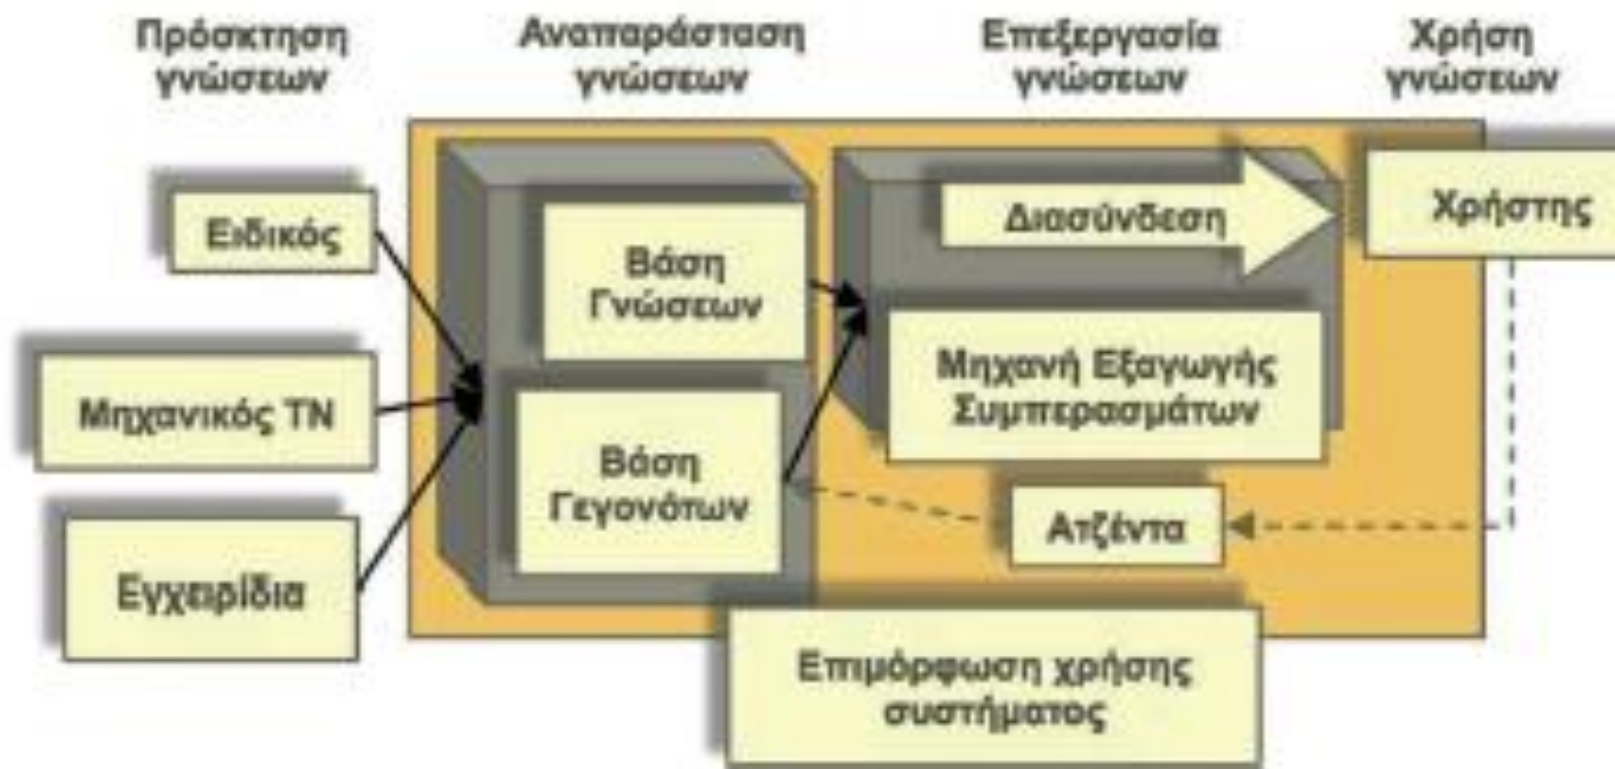 Πρόσκτηση
γνώσεων
Αναπαράσταση
γνώσεων
Επεξεργασία
γνώσεων
Χρήση
γνώσεων
Ειδικός
Μηχανικός ΤΝ
Εγχειρίδια
Βάση
Γνώσεων
Βάση
Γεγονότων
Διασύνδεση
Μηχανή Εξαγωγής
Συμπερασμάτων
Ατζέντα
Χρήστης
Επιμόρφωση χρήσης
συστήματος